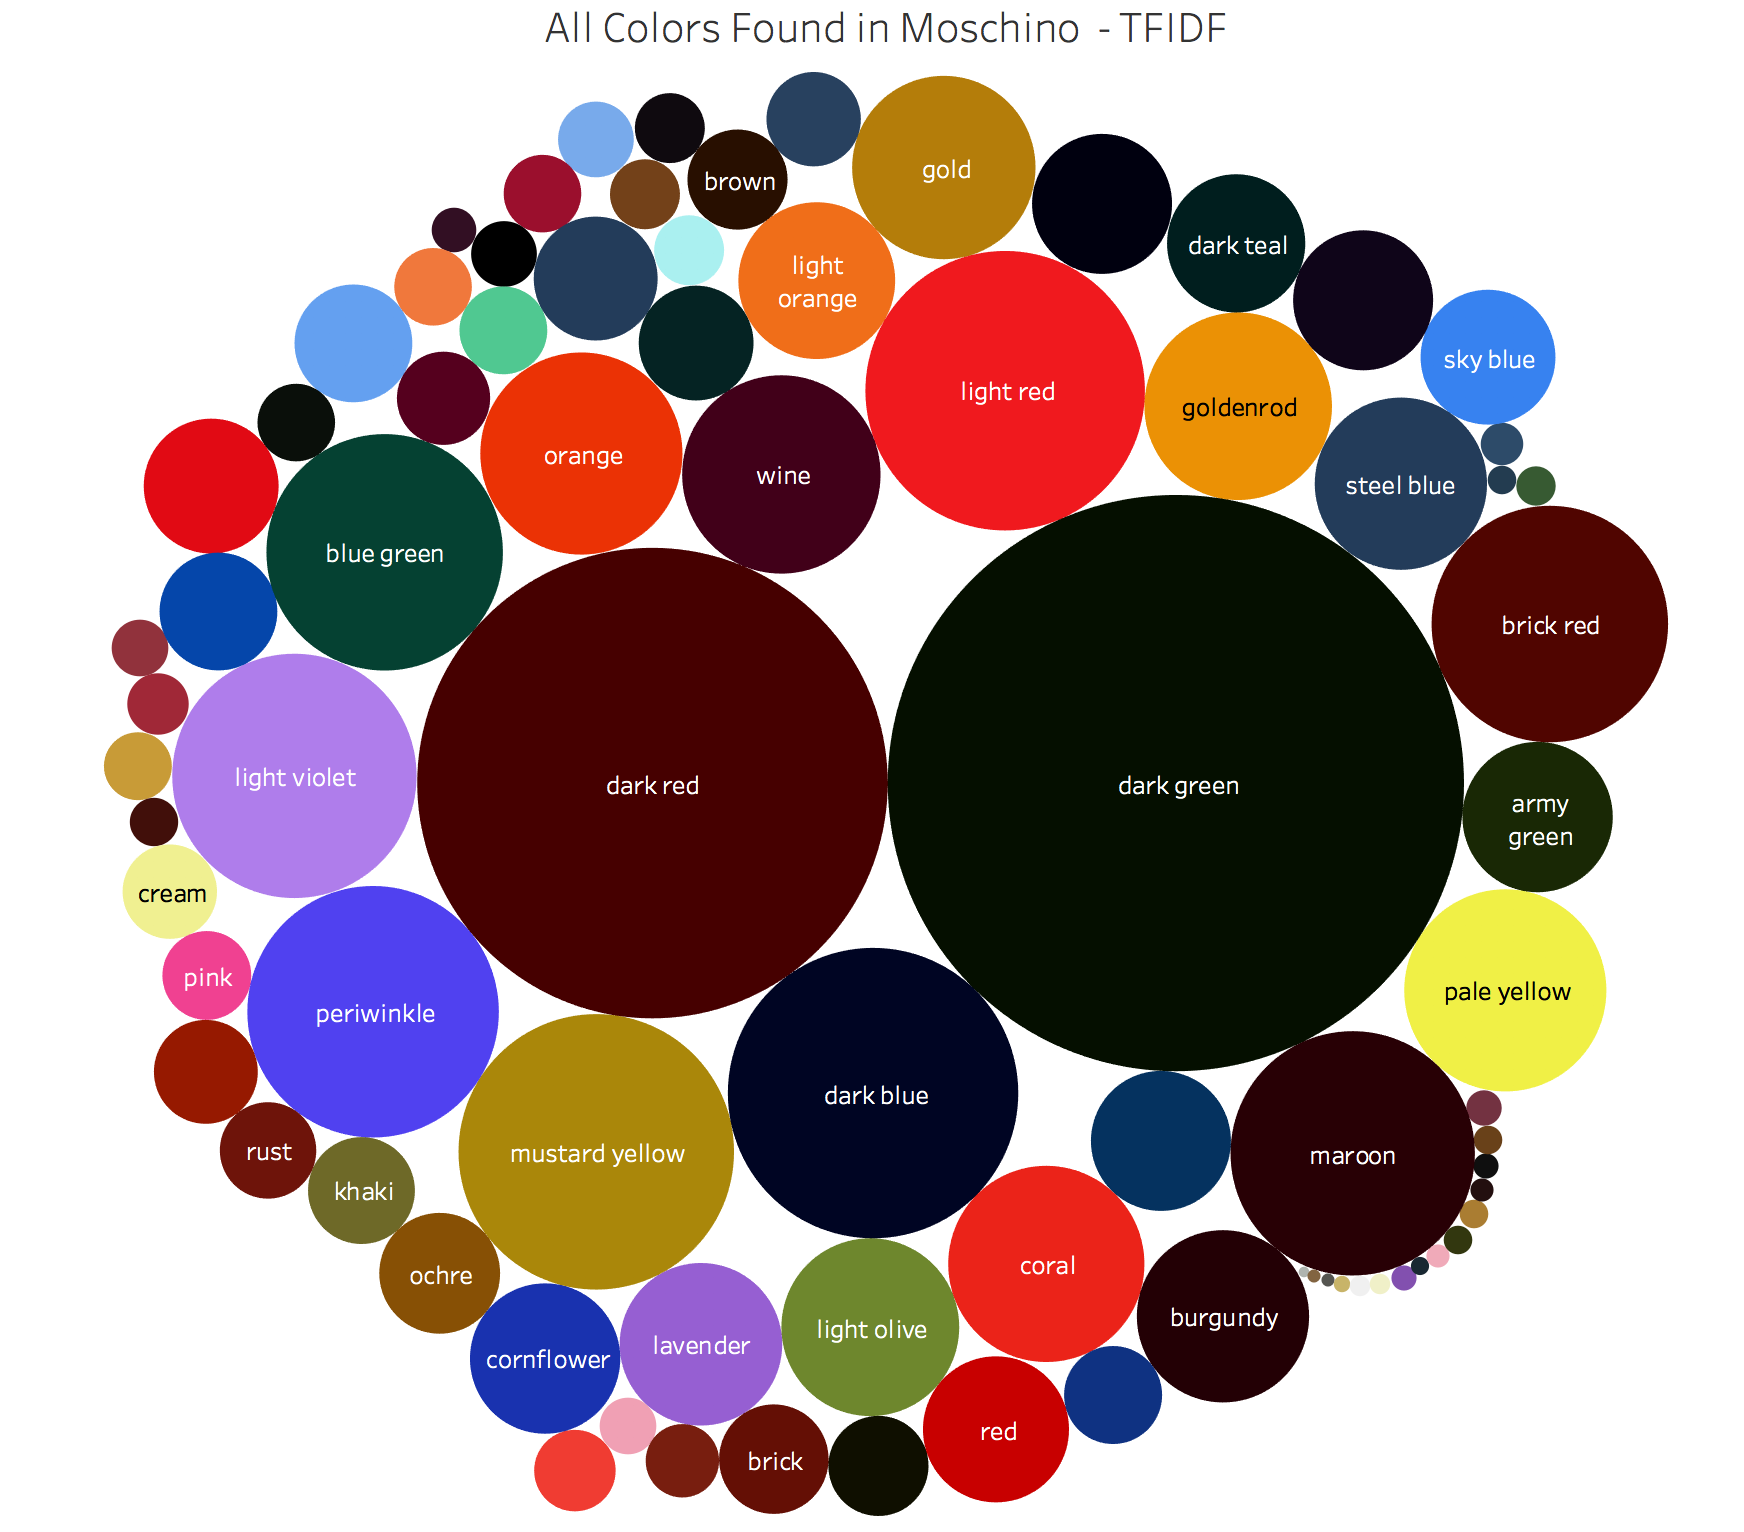 All Colors Found in Moschino - TFIDF
gold
brown
dark teal
light
orange
sky blue
light red
goldenrod
orange
wine
steel blue
blue green
brick red
light violet
dark red
dark green
army
green
cream
pink
pale yellow
periwinkle
dark blue
rust
mustard yellow
maroon
khaki
ochre
coral
burgundy
light olive
lavender
cornflower
red
brick